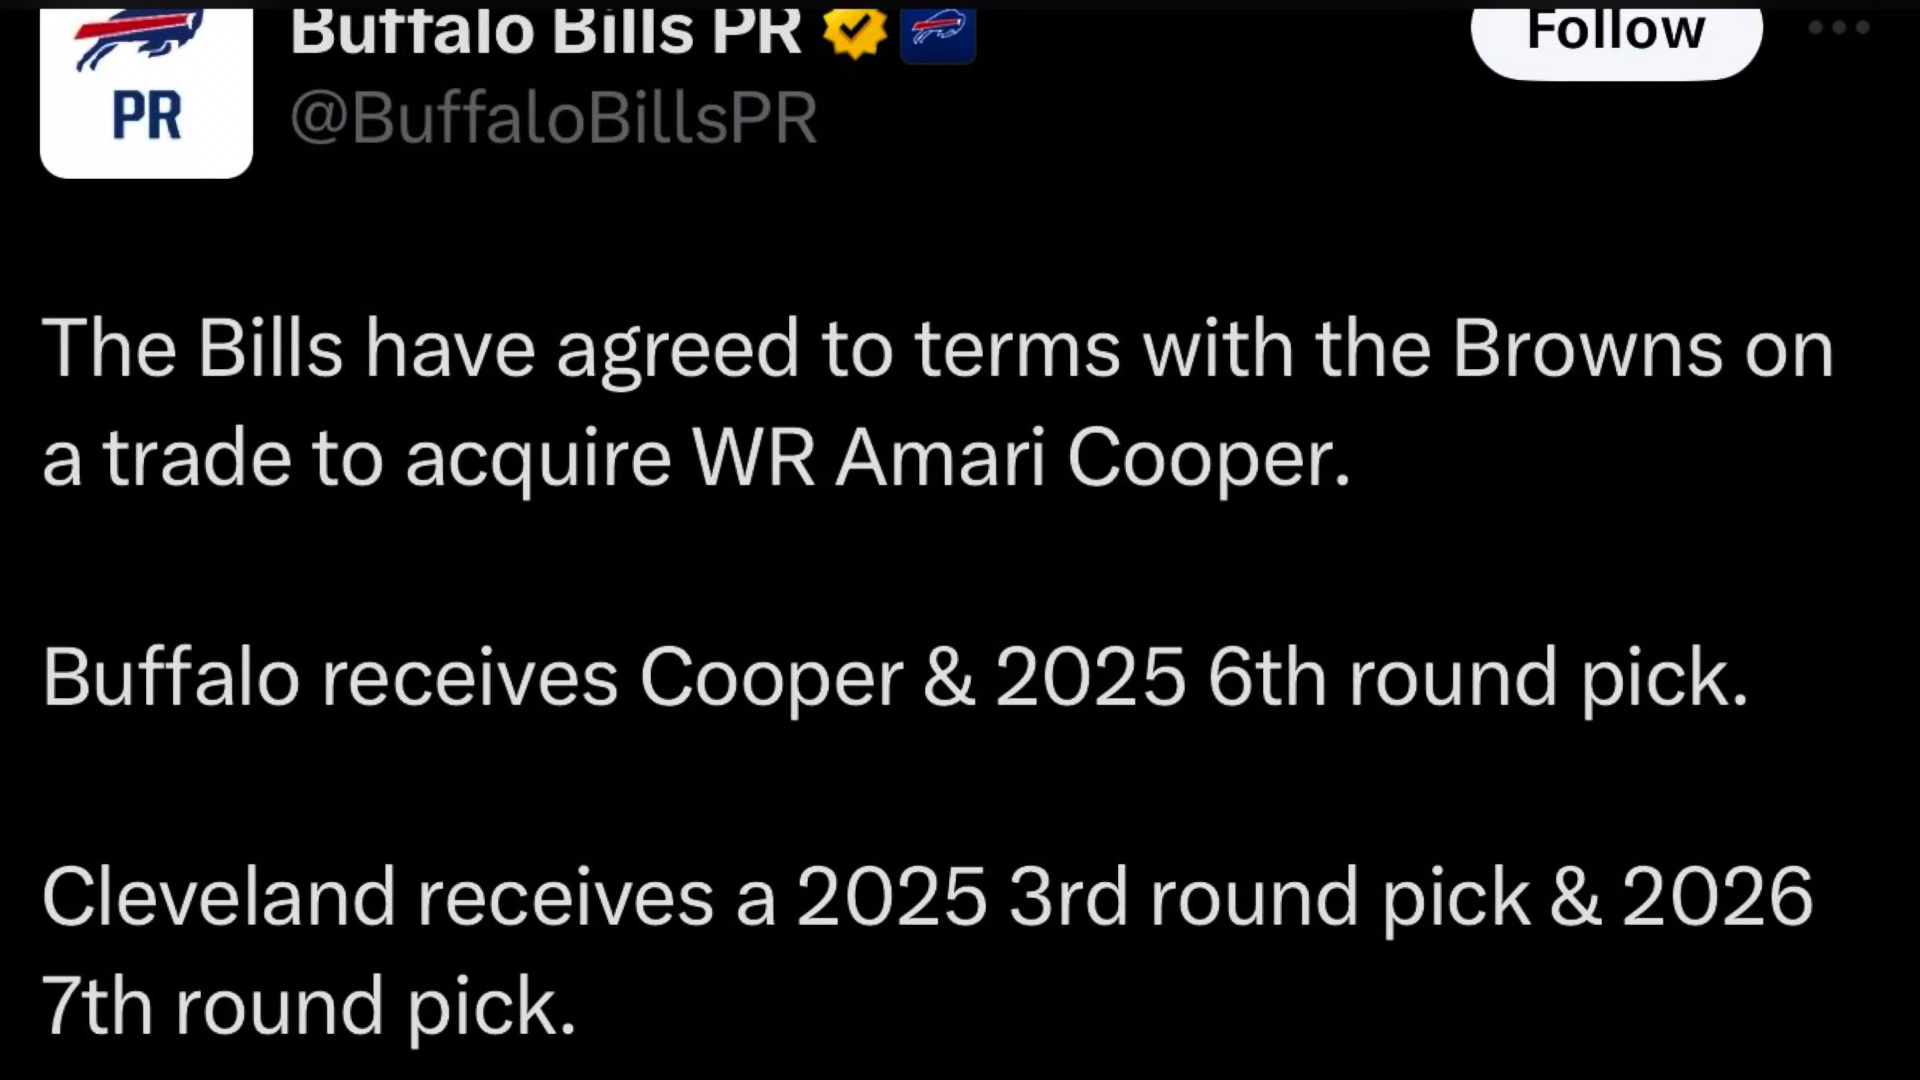 Buffalo Bills PR
Follow
PR
@BuffaloBillsPR
The Bills have agreed to terms with the Browns on
a trade to acquire WR Amari Cooper.
Buffalo receives Cooper & 2025 6th round pick.
Cleveland receives a 2025 3rd round pick & 2026
7th round pick.